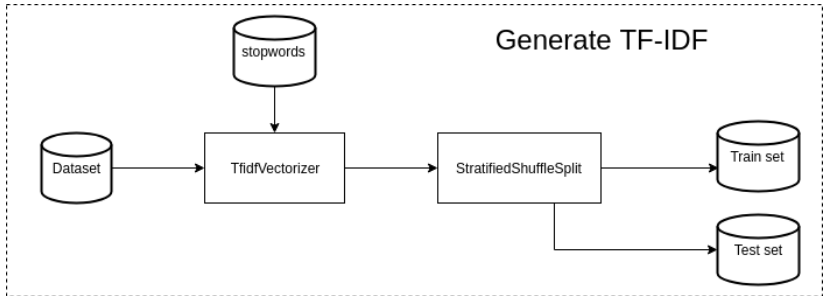 Generate TF-IDF
stopwords
Dataset
TfidfVectorizer
StratifiedShuffleSplit
Train set
Test set